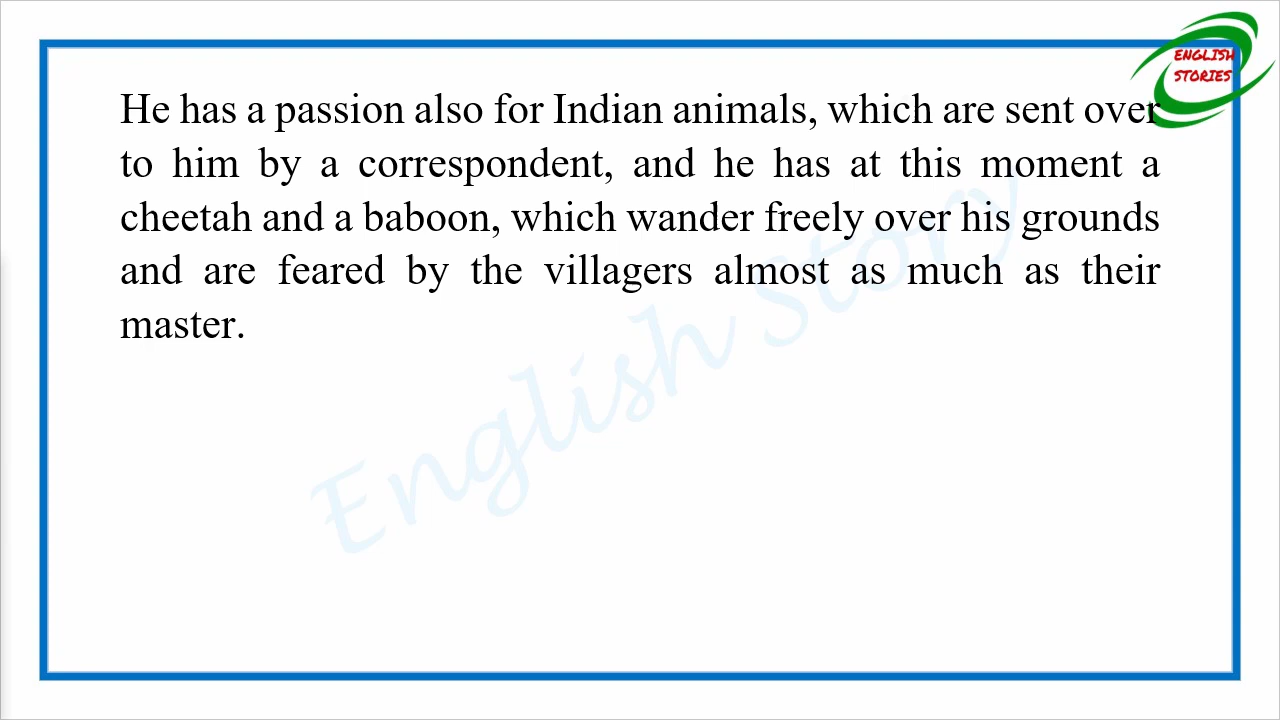 ENGLISH
STORIES
He has a passion also for Indian animals, which are sent over
to him by a correspondent, and he has at this moment a
cheetah and a baboon, which wander freely over his grounds
and are feared by the villagers almost as much as their
master.
English Story